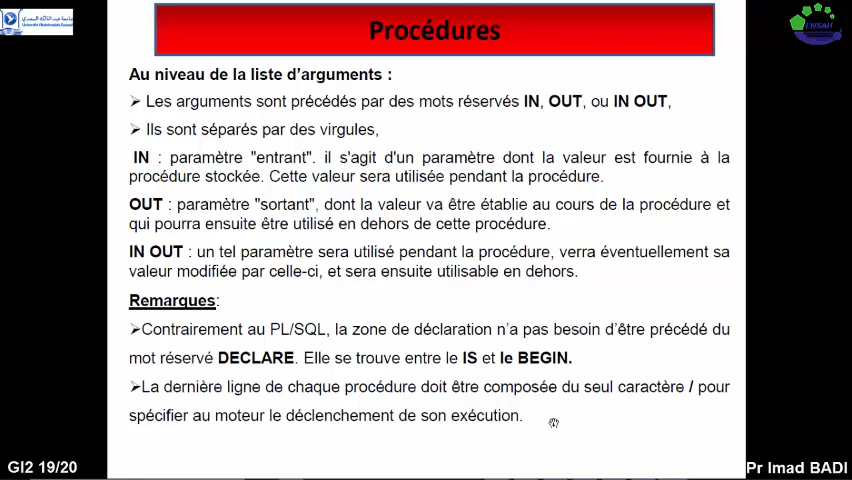 Procédures
ENSAH
Au niveau de la liste d'arguments :
➢ Les arguments sont précédés par des mots réservés IN, OUT, ou IN OUT,
➢ Ils sont séparés par des virgules,
IN : paramètre "entrant". il s'agit d'un paramètre dont la valeur est fournie à la
procédure stockée. Cette valeur sera utilisée pendant la procédure.
OUT : paramètre "sortant", dont la valeur va être établie au cours de la procédure et
qui pourra ensuite être utilisé en dehors de cette procédure.
IN OUT : un tel paramètre sera utilisé pendant la procédure, verra éventuellement sa
valeur modifiée par celle-ci, et sera ensuite utilisable en dehors.
Remarques:
➢Contrairement au PL/SQL, la zone de déclaration n'a pas besoin d'être précédé du
mot réservé DECLARE. Elle se trouve entre le IS et le BEGIN.
➢La dernière ligne de chaque procédure doit être composée du seul caractère / pour
spécifier au moteur le déclenchement de son exécution.
GI2 19/20
Pr Imad BADI